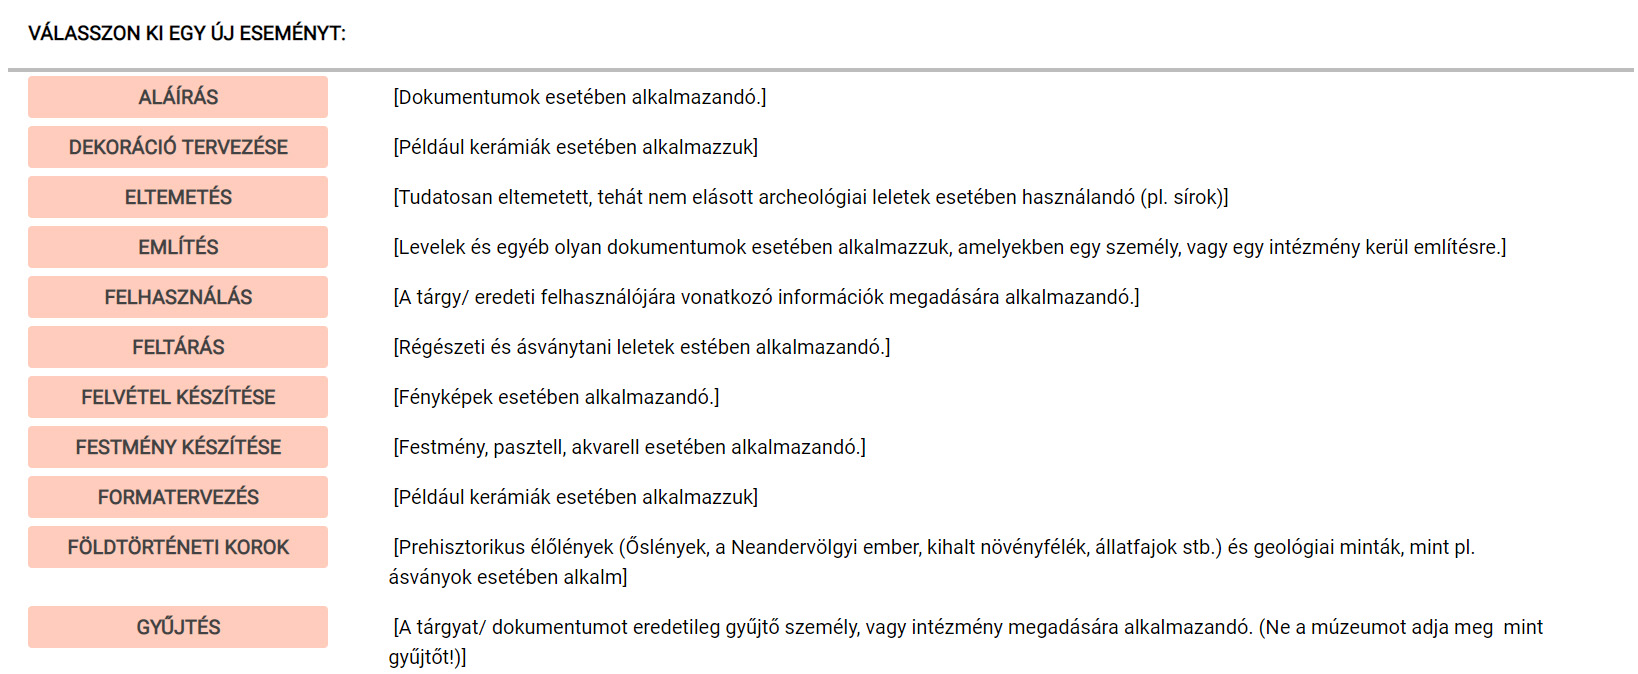 VÁLASSZON KI EGY ÚJ ESEMÉNYT:
ALÁÍRÁS [Dokumentumok esetében alkalmazandó.]
DEKORÁCIÓ TERVEZÉSE [Például kerámiák esetében alkalmazzuk]
ELTEMETÉS [Tudatosan eltemetett, tehát nem elásott archeológiai leletek esetében használandó (pl. sírok)]
EMLÍTÉS [Levelek és egyéb olyan dokumentumok esetében alkalmazzuk, amelyekben egy személy, vagy egy intézmény kerül említésre.]
FELHASZNÁLÁS [A tárgy/ eredeti felhasználójára vonatkozó információk megadására alkalmazandó.]
FELTÁRÁS [Régészeti és ásványtani leletek estében alkalmazandó.]
FELVÉTEL KÉSZÍTÉSE [Fényképek esetében alkalmazandó.]
FESTMÉNY KÉSZÍTÉSE [Festmény, pasztell, akvarell esetében alkalmazandó.]
FORMATERVEZÉS [Például kerámiák esetében alkalmazzuk]
FÖLDTÖRTÉNETI KOROK [Prehisztorikus élőlények (Őslények, a Neandervölgyi ember, kihalt növényfélék, állatfajok stb.) és geológiai minták, mint pl.
ásványok esetében alkalm]
GYŰJTÉS [A tárgyat/ dokumentumot eredetileg gyűjtő személy, vagy intézmény megadására alkalmazandó. (Ne a múzeumot adja meg  mint
gyűjtőt!)]